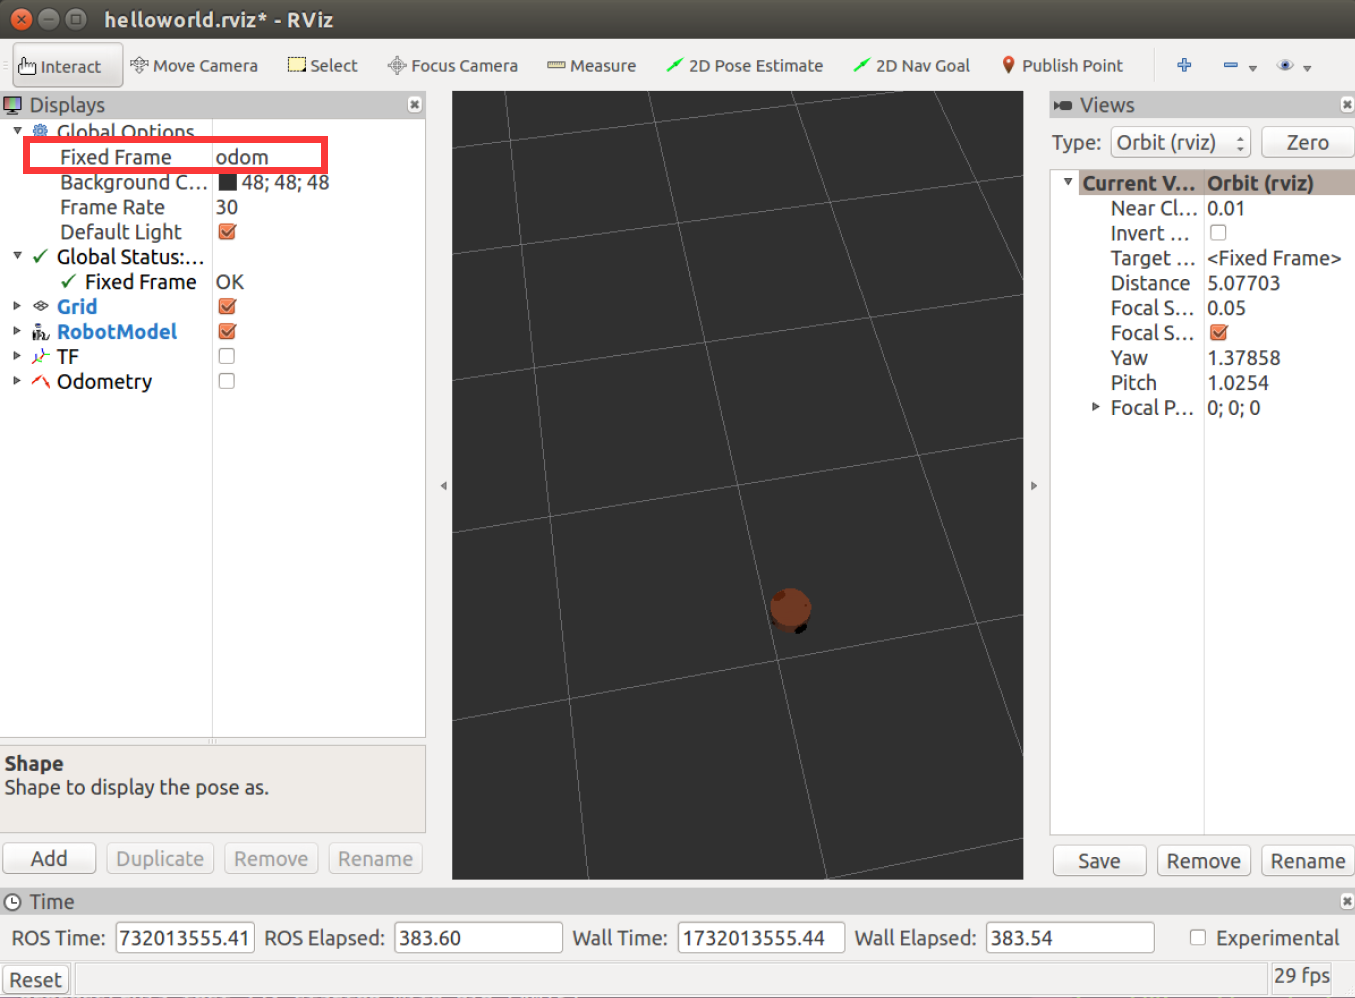 helloworld.rviz* - RViz
Interact Move Camera Select Focus Camera Measure 2D Pose Estimate 2D Nav Goal Publish Point
Displays
Global Options
Fixed Frame odom
Background C... 48; 48; 48
Frame Rate 30
Default Light
Global Status:...
Fixed Frame OK
Grid
RobotModel
TF
Odometry
Shape
Shape to display the pose as.
Add Duplicate Remove Rename
Views
Type: Orbit (rviz) Zero
Current V... Orbit (rviz)
Near Cl... 0.01
Invert ...
Target ... <Fixed Frame>
Distance 5.07703
Focal S... 0.05
Focal S...
Yaw 1.37858
Pitch 1.0254
Focal P... 0; 0; 0
Save Remove Rename
Time
ROS Time: 732013555.41 ROS Elapsed: 383.60 Wall Time: 1732013555.44 Wall Elapsed: 383.54 Experimental
Reset 29 fps